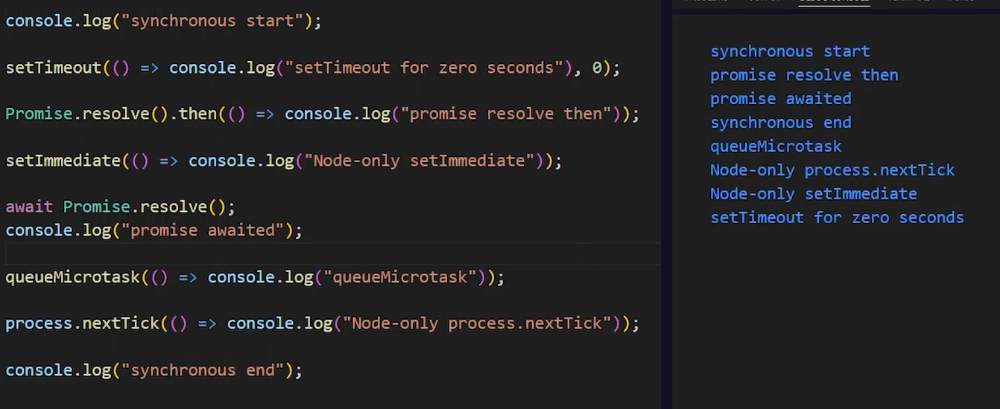 console.log("synchronous start");
setTimeout(() => console.log("setTimeout for zero seconds"), 0);
Promise.resolve().then(() => console.log("promise resolve then"));
setImmediate(() => console.log("Node-only setImmediate"));
await Promise.resolve();
console.log("promise awaited");
queueMicrotask(() => console.log("queueMicrotask"));
process.nextTick(() => console.log("Node-only process.nextTick"));
console.log("synchronous end");
synchronous start
promise resolve then
promise awaited
synchronous end
queueMicrotask
Node-only process.nextTick
Node-only setImmediate
setTimeout for zero seconds